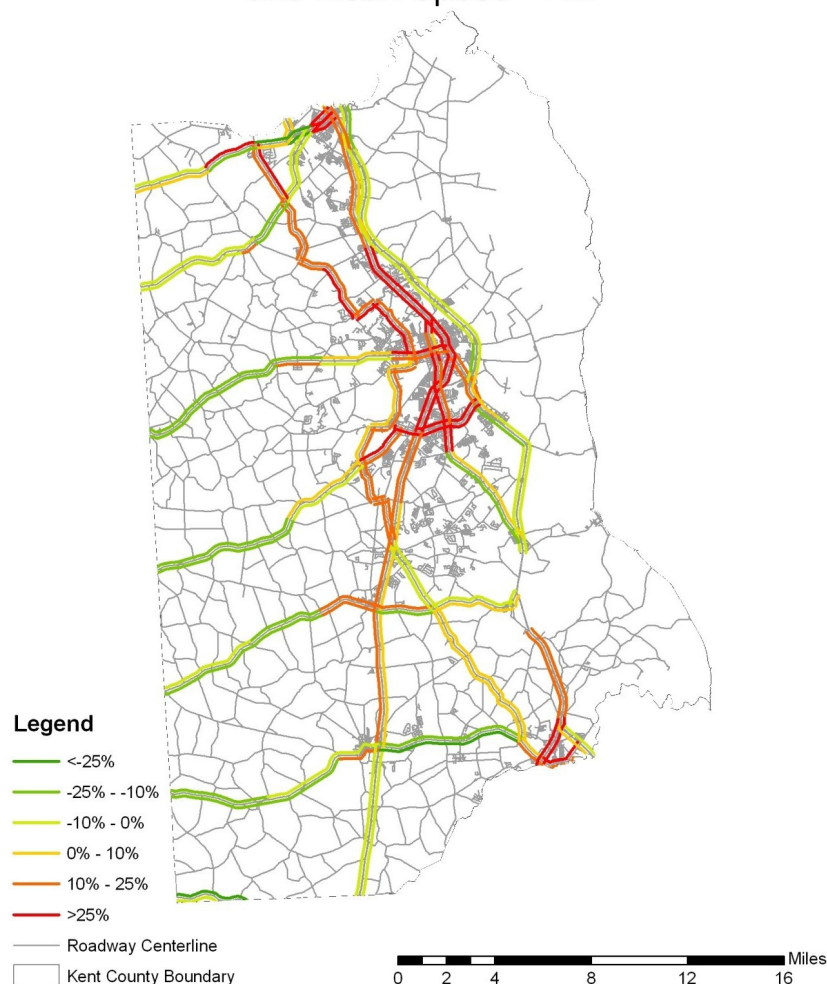 Legend
<-25%
-25% - -10%
-10% - 0%
0% - 10%
10% - 25%
>25%
Roadway Centerline
Kent County Boundary
Miles
0 2 4 8 12 16